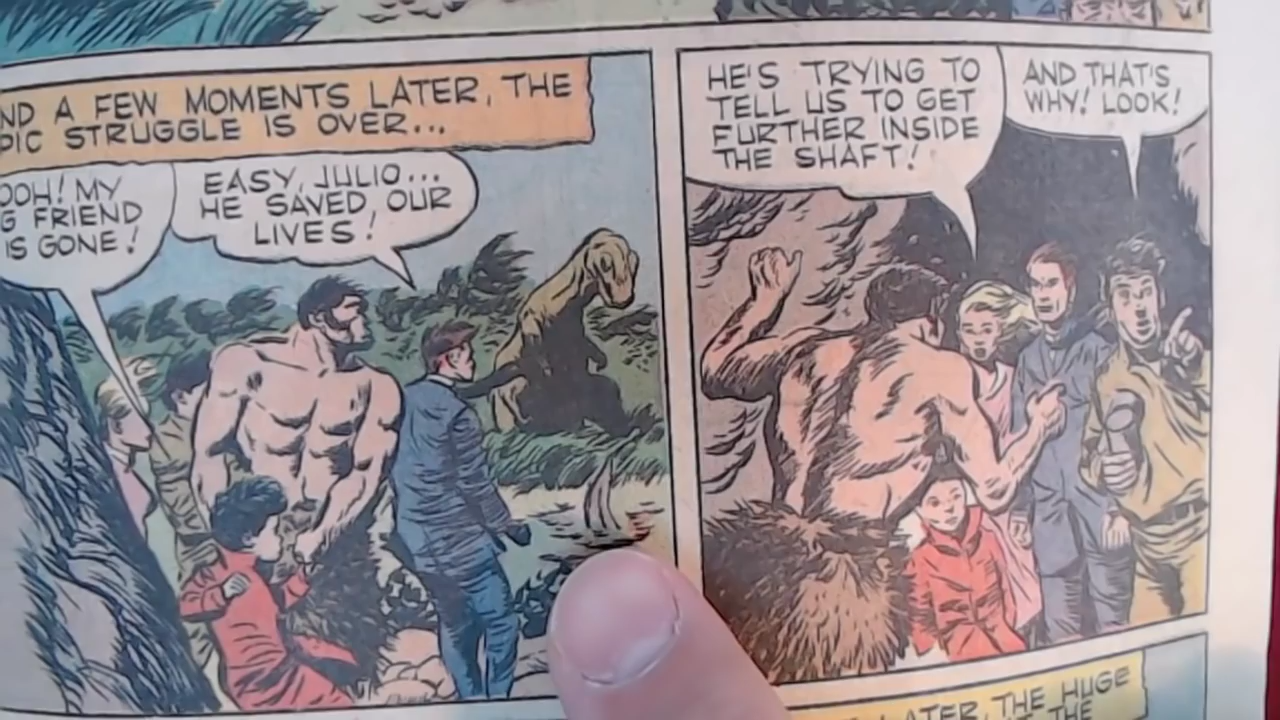 ND A FEW MOMENTS LATER, THE
PIC STRUGGLE IS OVER...
OOH! MY
G FRIEND
IS GONE!
EASY, JULIO...
HE SAVED OUR
LIVES!
HE'S TRYING TO
TELL US TO GET
FURTHER INSIDE
THE SHAFT!
AND THAT'S
WHY! LOOK!
LATER, THE HUGE
THE